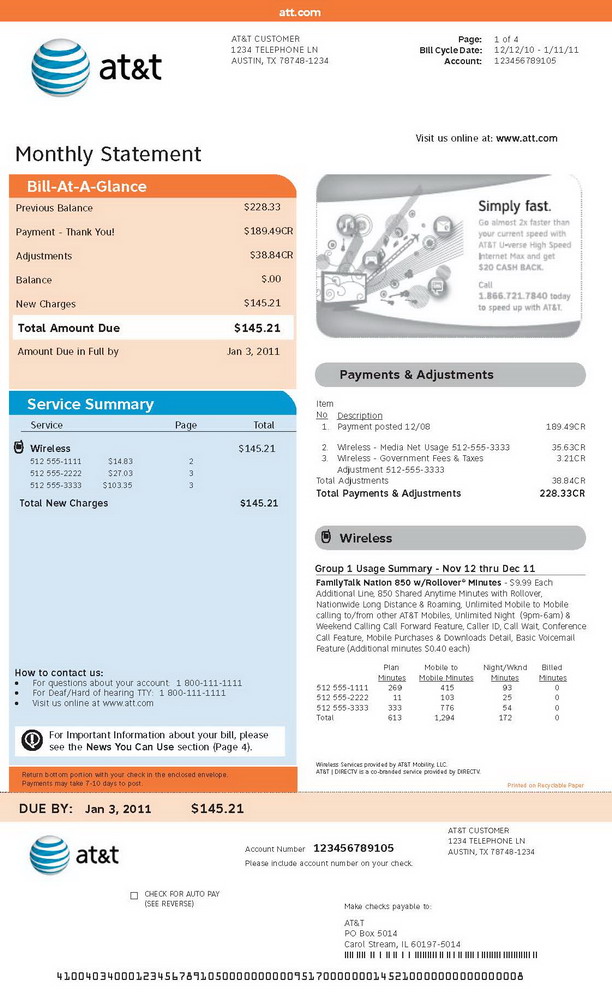 att.com
at&t
AT&T CUSTOMER
1234 TELEPHONE LN
AUSTIN, TX 78748-1234
Page: 1 of 4
Bill Cycle Date: 12/12/10 - 1/11/11
Account: 123456789105
Visit us online at: www.att.com
Monthly Statement
Bill-At-A-Glance
Previous Balance $228.33
Payment - Thank You! $189.49CR
Adjustments $38.84CR
Balance $.00
New Charges $145.21
Total Amount Due $145.21
Amount Due in Full by Jan 3, 2011
Simply fast.
Go almost 2x faster than
your current speed with
AT&T U-verse High Speed
Internet Max and get
$20 CASH BACK.
Call
1.866.721.7840 today
to speed up with AT&T.
Service Summary
Service Page Total
Wireless $145.21
512 555-1111 $14.83 2
512 555-2222 $27.03 3
512 555-3333 $103.35 3
Total New Charges $145.21
How to contact us:
• For questions about your account: 1 800-111-1111
• For Deaf/Hard of hearing TTY: 1 800-111-1111
• Visit us online at www.att.com
For Important Information about your bill, please
see the News You Can Use section (Page 4).
Return bottom portion with your check in the enclosed envelope.
Payments may take 7-10 days to post.
Payments & Adjustments
Item
No Description
1. Payment posted 12/08 189.49CR
2. Wireless - Media Net Usage 512-555-3333 35.63CR
3. Wireless - Government Fees & Taxes 3.21CR
Adjustment 512-555-3333
Total Adjustments 38.84CR
Total Payments & Adjustments 228.33CR
Wireless
Group 1 Usage Summary - Nov 12 thru Dec 11
FamilyTalk Nation 850 w/Rollover® Minutes - $9.99 Each
Additional Line, 850 Shared Anytime Minutes with Rollover,
Nationwide Long Distance & Roaming, Unlimited Mobile to Mobile
calling to/from other AT&T Mobiles, Unlimited Night (9pm-6am) &
Weekend Calling Call Forward Feature, Caller ID, Call Wait, Conference
Call Feature, Mobile Purchases & Downloads Detail, Basic Voicemail
Feature (Additional minutes $0.40 each)
Plan Mobile to Night/Wknd Billed
Minutes Mobile Minutes Minutes Minutes
512 555-1111 269 415 93 0
512 555-2222 11 103 25 0
512 555-3333 333 776 54 0
Total 613 1,294 172 0
Wireless Services provided by AT&T Mobility, LLC.
AT&T | DIRECTV is a co-branded service provided by DIRECTV.
Printed on Recyclable Paper
DUE BY: Jan 3, 2011 $145.21
at&t
Account Number 123456789105
Please include account number on your check.
AT&T CUSTOMER
1234 TELEPHONE LN
AUSTIN, TX 78748-1234
CHECK FOR AUTO PAY
(SEE REVERSE)
Make checks payable to:
AT&T
PO Box 5014
Carol Stream, IL 60197-5014